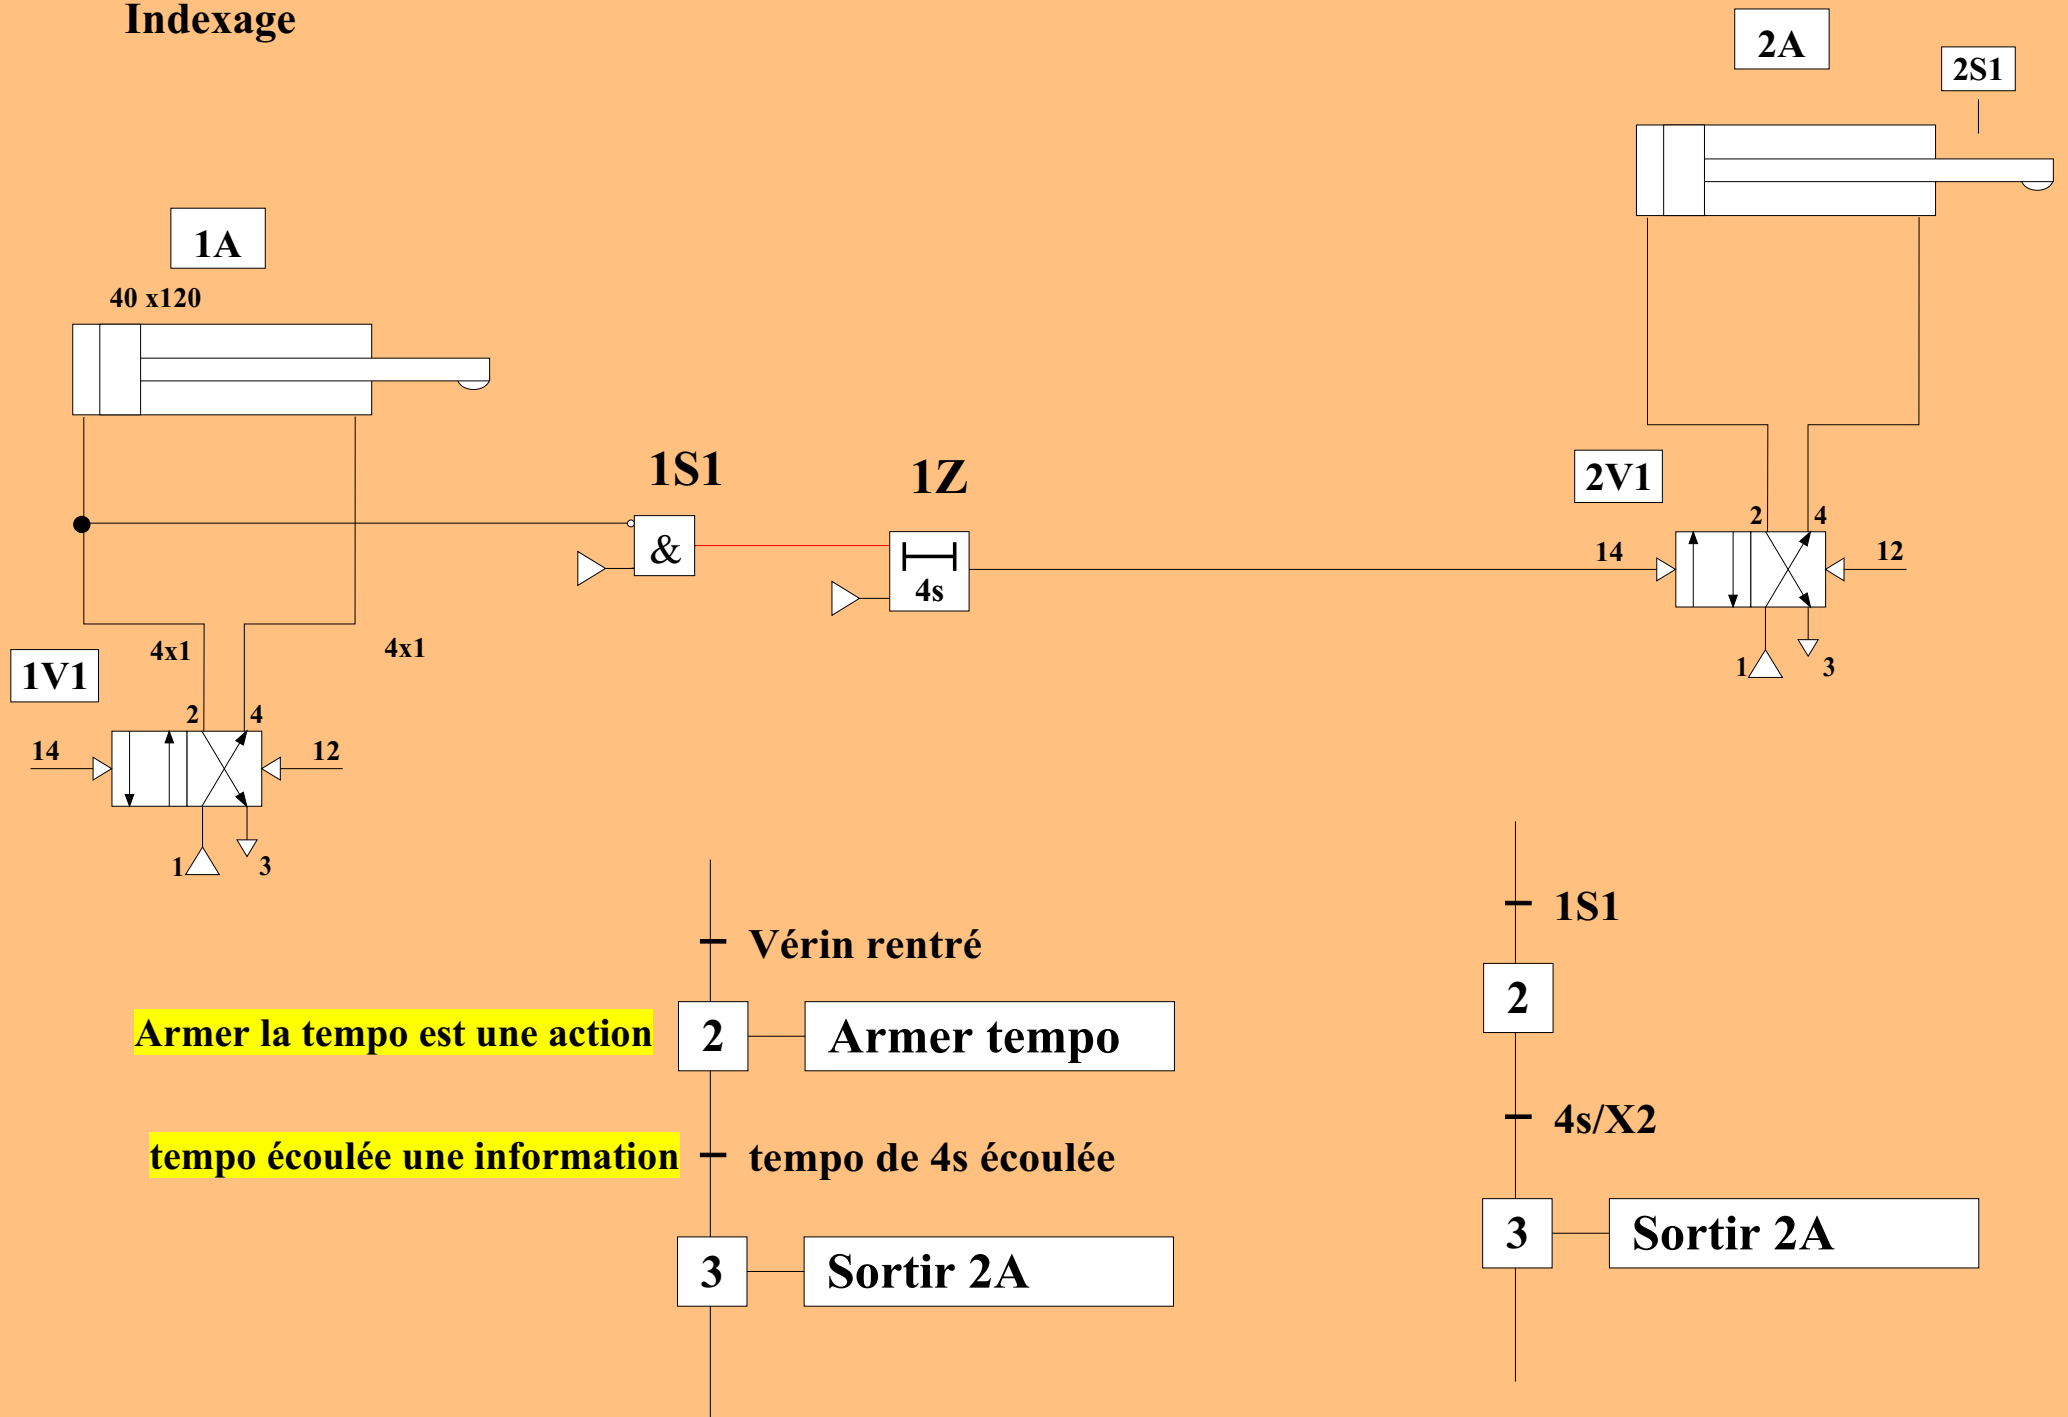 Indexage
2A
2S1
1A
40 x120
1S1
1Z
2V1
2
4
&
14
12
4s
4x1
4x1
1V1
1
3
2
4
14
12
1
3
1S1
Vérin rentré
2
Armer la tempo est une action
2
Armer tempo
4s/X2
tempo écoulée une information
tempo de 4s écoulée
3
Sortir 2A
3
Sortir 2A